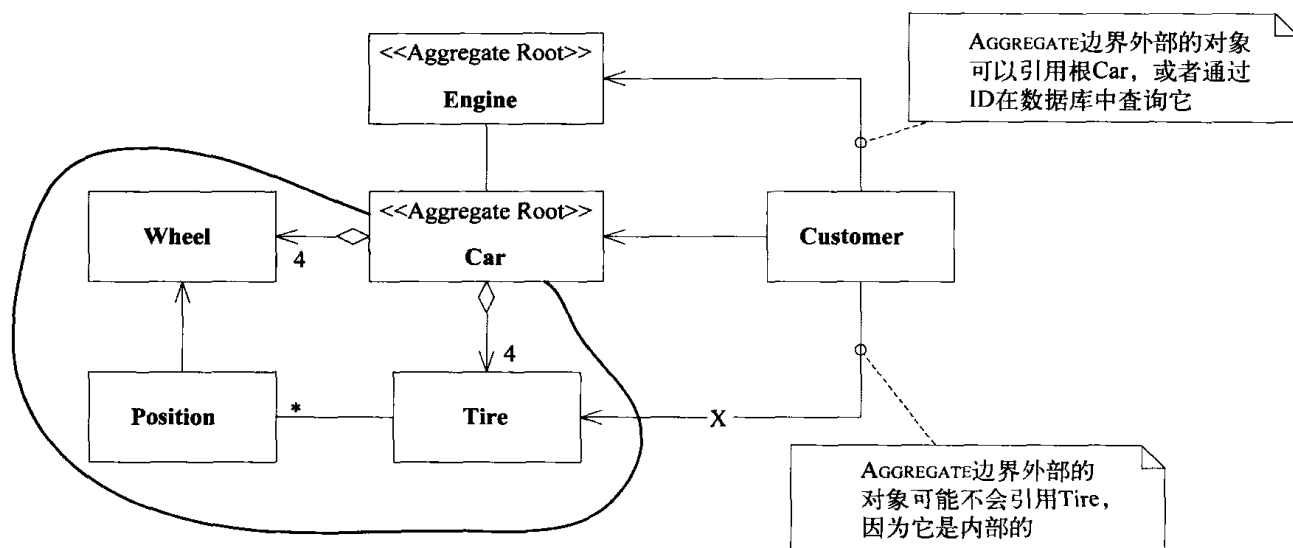 <<Aggregate Root>>
Engine
AGGREGATE边界外部的对象
可以引用根Car，或者通过
ID在数据库中查询它
Wheel
4
<<Aggregate Root>>
Car
Customer
4
Position
*
Tire
X
AGGREGATE边界外部的
对象可能不会引用Tire，
因为它是内部的